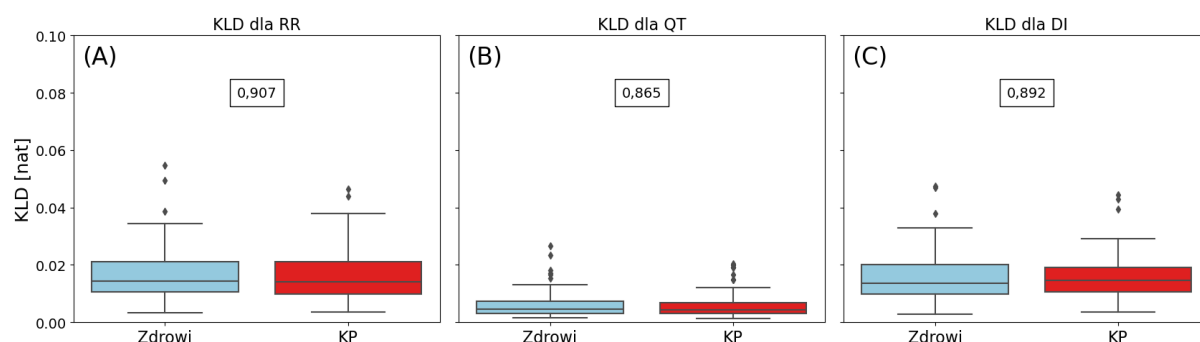 KLD dla RR
KLD dla QT
KLD dla DI
(A)
(B)
(C)
0,907
0,865
0,892
KLD [nat]
0.10
0.08
0.06
0.04
0.02
0.00
Zdrowi
KP
Zdrowi
KP
Zdrowi
KP